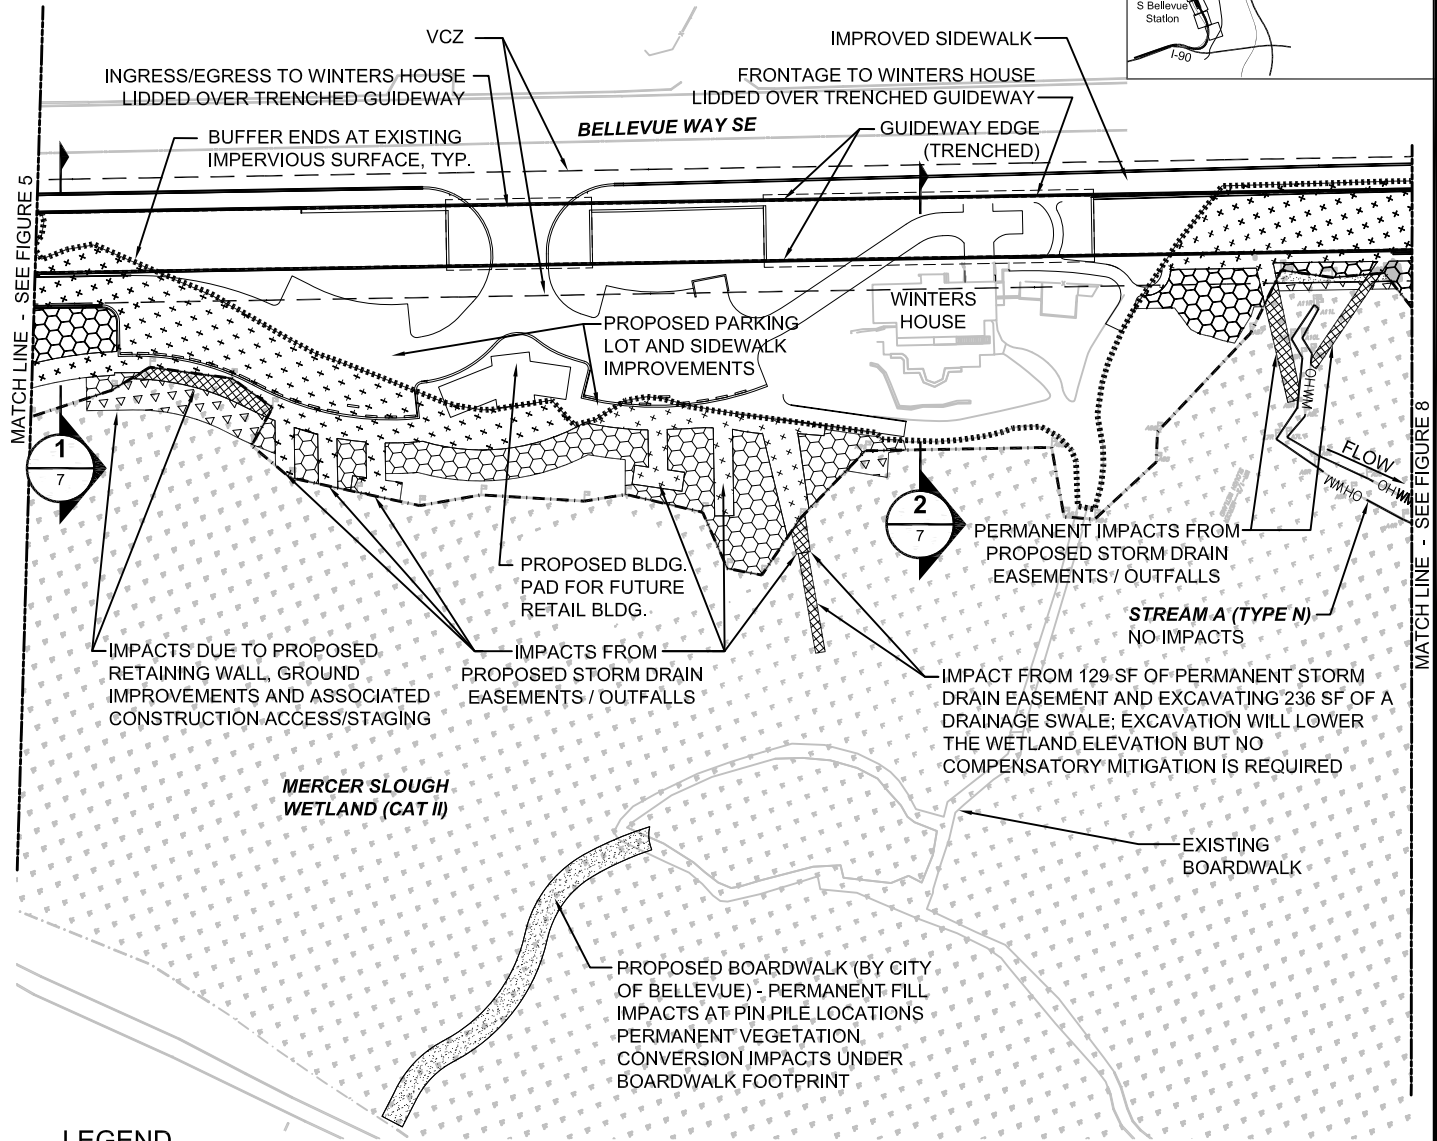 S Bellevue
Station
I-90
VCZ
IMPROVED SIDEWALK
INGRESS/EGRESS TO WINTERS HOUSE
LIDDED OVER TRENCHED GUIDEWAY
FRONTAGE TO WINTERS HOUSE
LIDDED OVER TRENCHED GUIDEWAY
BUFFER ENDS AT EXISTING
IMPERVIOUS SURFACE, TYP.
BELLEVUE WAY SE
GUIDEWAY EDGE
(TRENCHED)
MATCH LINE - SEE FIGURE 5
WINTERS
HOUSE
PROPOSED PARKING
LOT AND SIDEWALK
IMPROVEMENTS
OHWM
FLOW
OHWM
OHWM
MATCH LINE - SEE FIGURE 8
1
7
2
7
PERMANENT IMPACTS FROM
PROPOSED STORM DRAIN
EASEMENTS / OUTFALLS
PROPOSED BLDG.
PAD FOR FUTURE
RETAIL BLDG.
STREAM A (TYPE N)
NO IMPACTS
IMPACTS DUE TO PROPOSED
RETAINING WALL, GROUND
IMPROVEMENTS AND ASSOCIATED
CONSTRUCTION ACCESS/STAGING
IMPACTS FROM
PROPOSED STORM DRAIN
EASEMENTS / OUTFALLS
IMPACT FROM 129 SF OF PERMANENT STORM
DRAIN EASEMENT AND EXCAVATING 236 SF OF A
DRAINAGE SWALE; EXCAVATION WILL LOWER
THE WETLAND ELEVATION BUT NO
COMPENSATORY MITIGATION IS REQUIRED
MERCER SLOUGH
WETLAND (CAT II)
EXISTING
BOARDWALK
PROPOSED BOARDWALK (BY CITY
OF BELLEVUE) - PERMANENT FILL
IMPACTS AT PIN PILE LOCATIONS
PERMANENT VEGETATION
CONVERSION IMPACTS UNDER
BOARDWALK FOOTPRINT
LEGEND